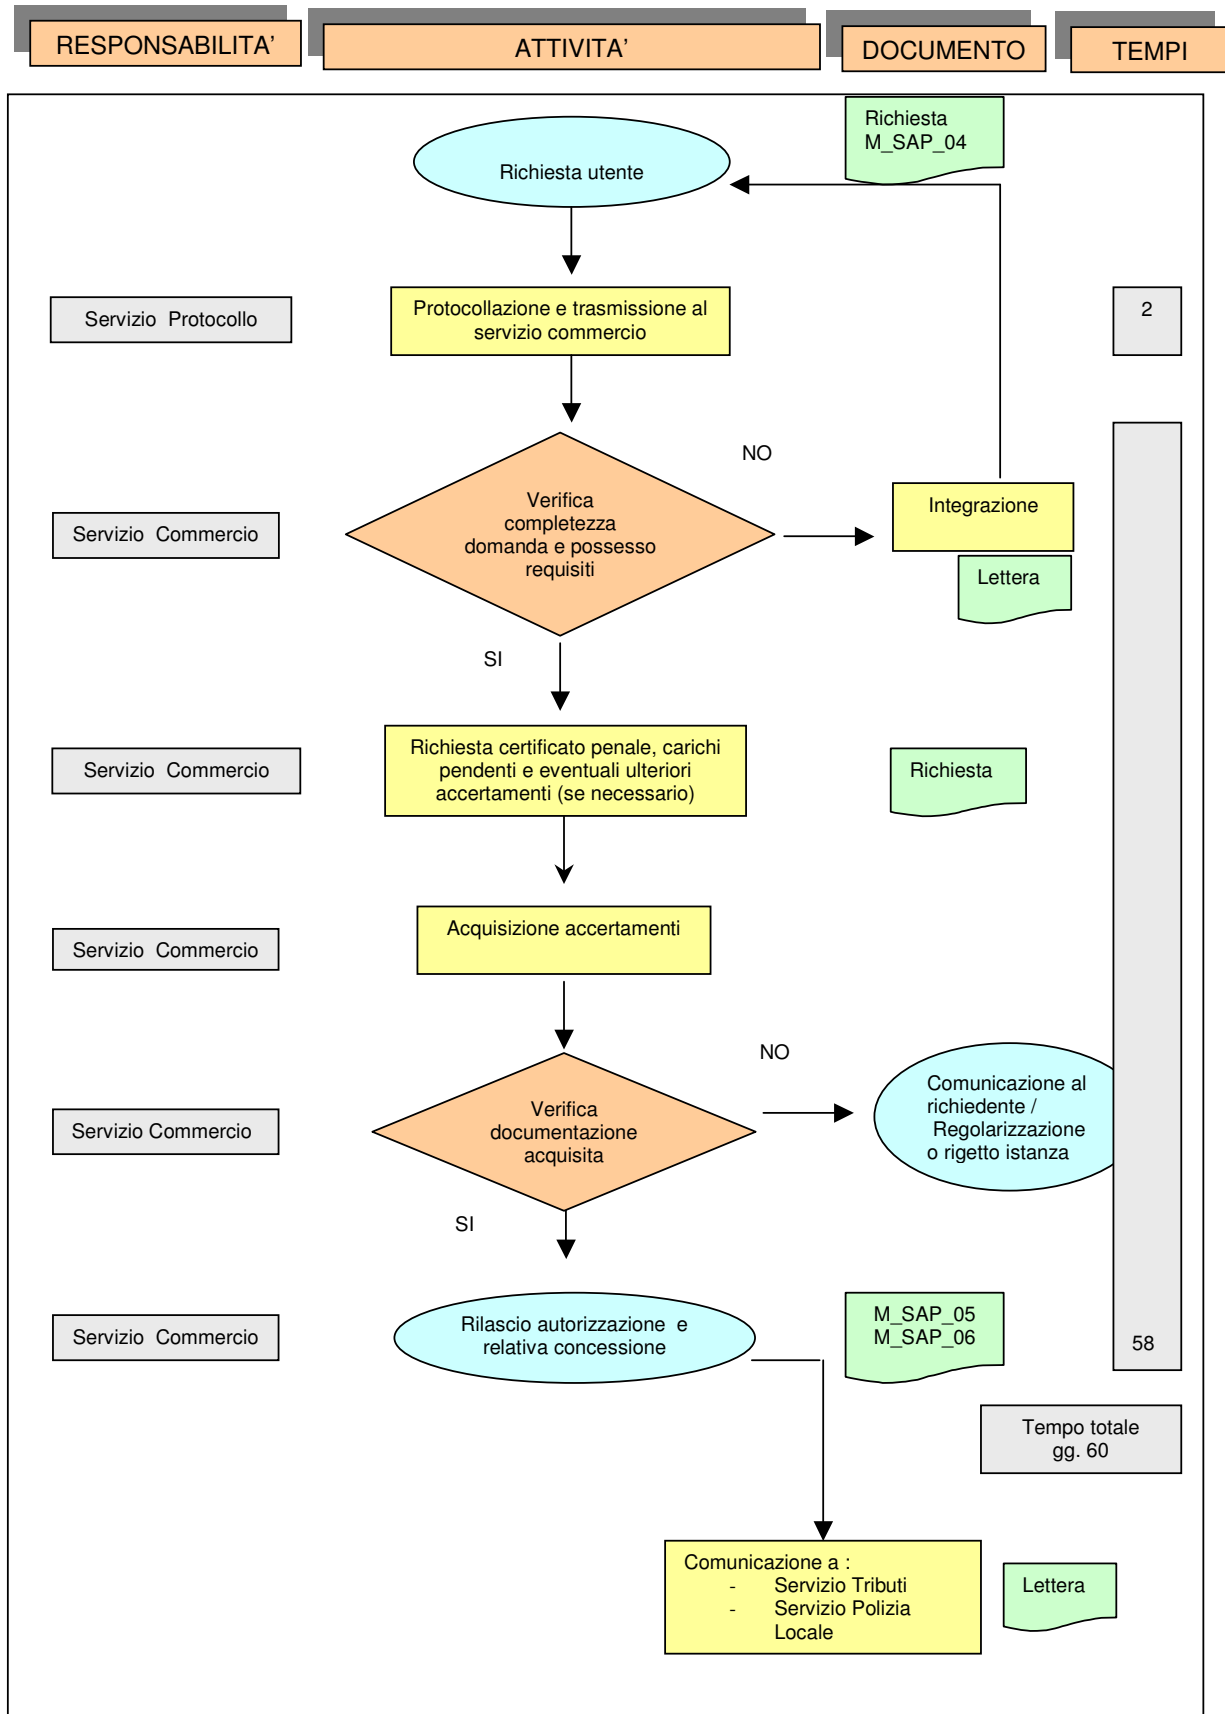 RESPONSABILITA’
ATTIVITA’
DOCUMENTO
TEMPI
Richiesta
M_SAP_04
Richiesta utente
Servizio Protocollo
Protocollazione e trasmissione al
servizio commercio
2
NO
Servizio Commercio
Verifica
completezza
domanda e possesso
requisiti
Integrazione
Lettera
SI
Servizio Commercio
Richiesta certificato penale, carichi
pendenti e eventuali ulteriori
accertamenti (se necessario)
Richiesta
Servizio Commercio
Acquisizione accertamenti
NO
Servizio Commercio
Verifica
documentazione
acquisita
Comunicazione al
richiedente /
Regolarizzazione
o rigetto istanza
SI
Servizio Commercio
Rilascio autorizzazione e
relativa concessione
M_SAP_05
M_SAP_06
58
Tempo totale
gg. 60
Comunicazione a :
- Servizio Tributi
- Servizio Polizia
Locale
Lettera